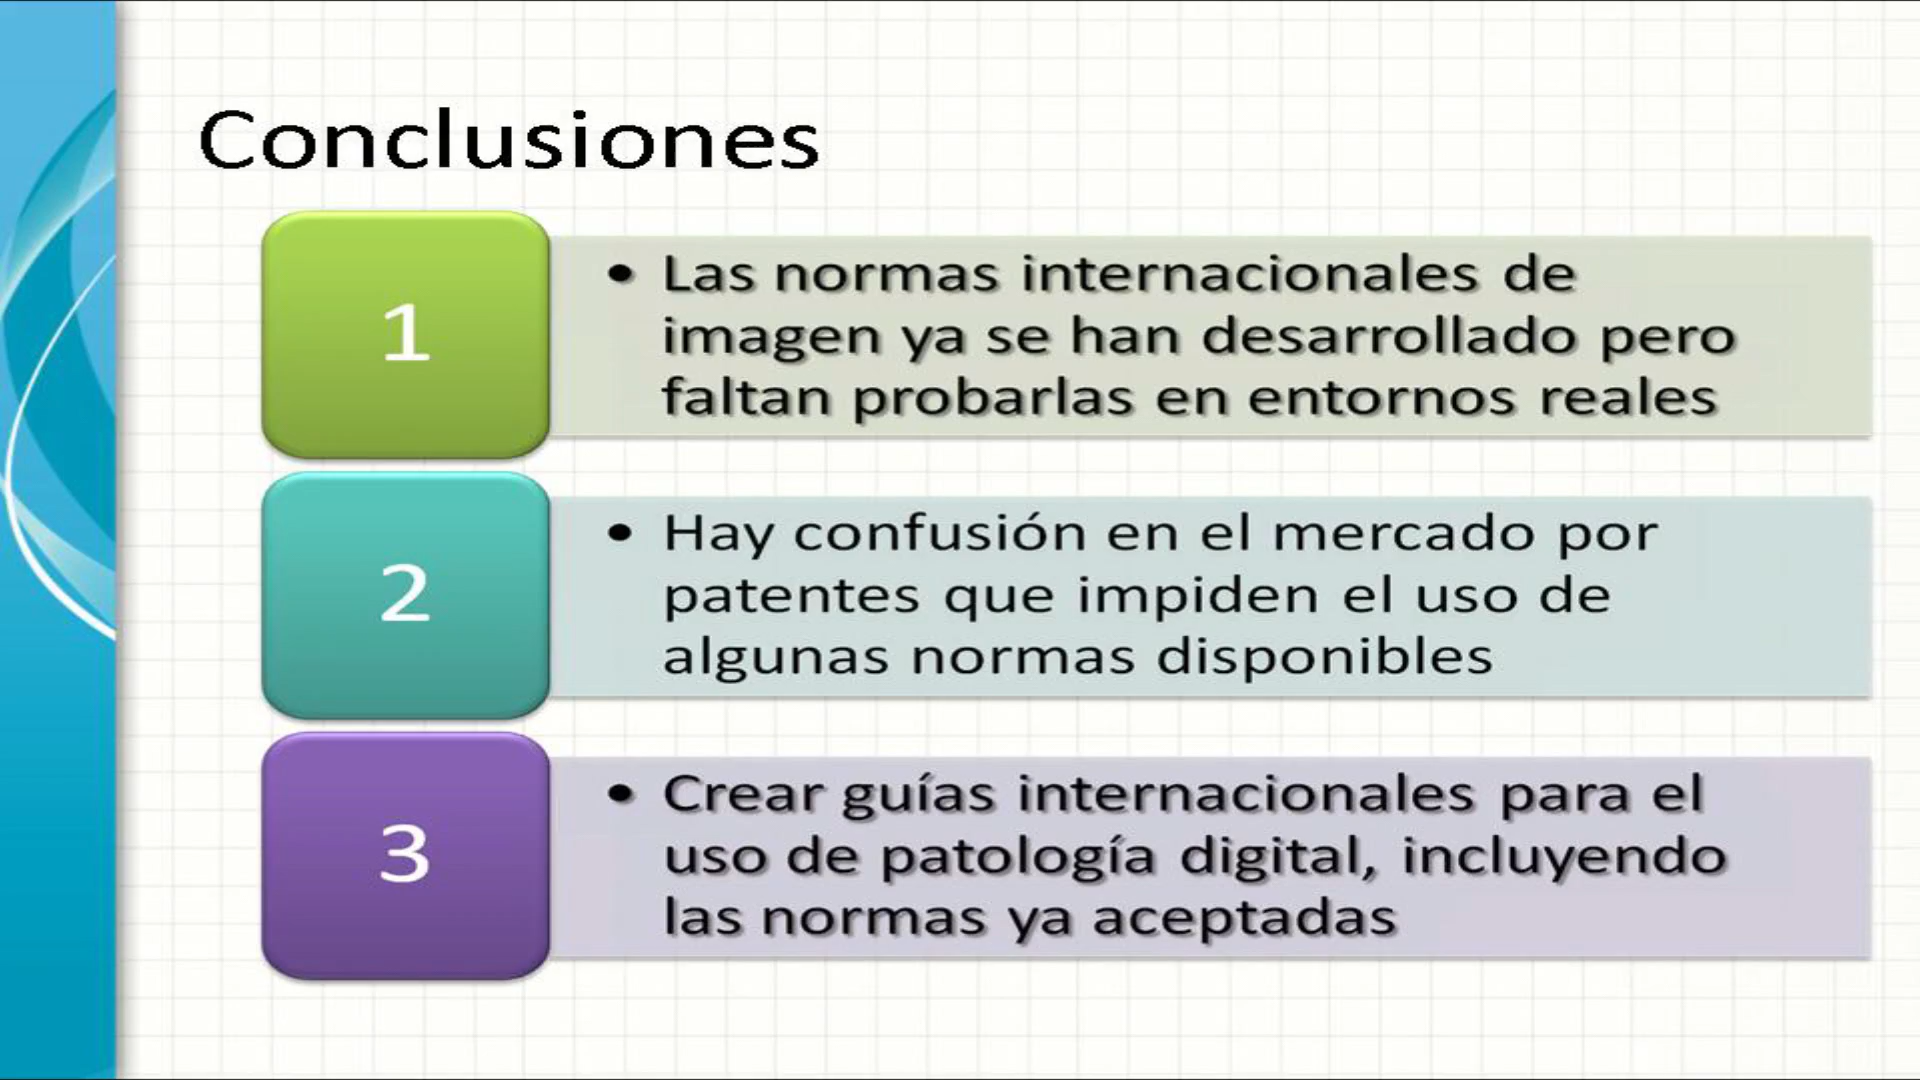 Conclusiones
1
• Las normas internacionales de
imagen ya se han desarrollado pero
faltan probarlas en entornos reales
2
• Hay confusión en el mercado por
patentes que impiden el uso de
algunas normas disponibles
3
• Crear guías internacionales para el
uso de patología digital, incluyendo
las normas ya aceptadas